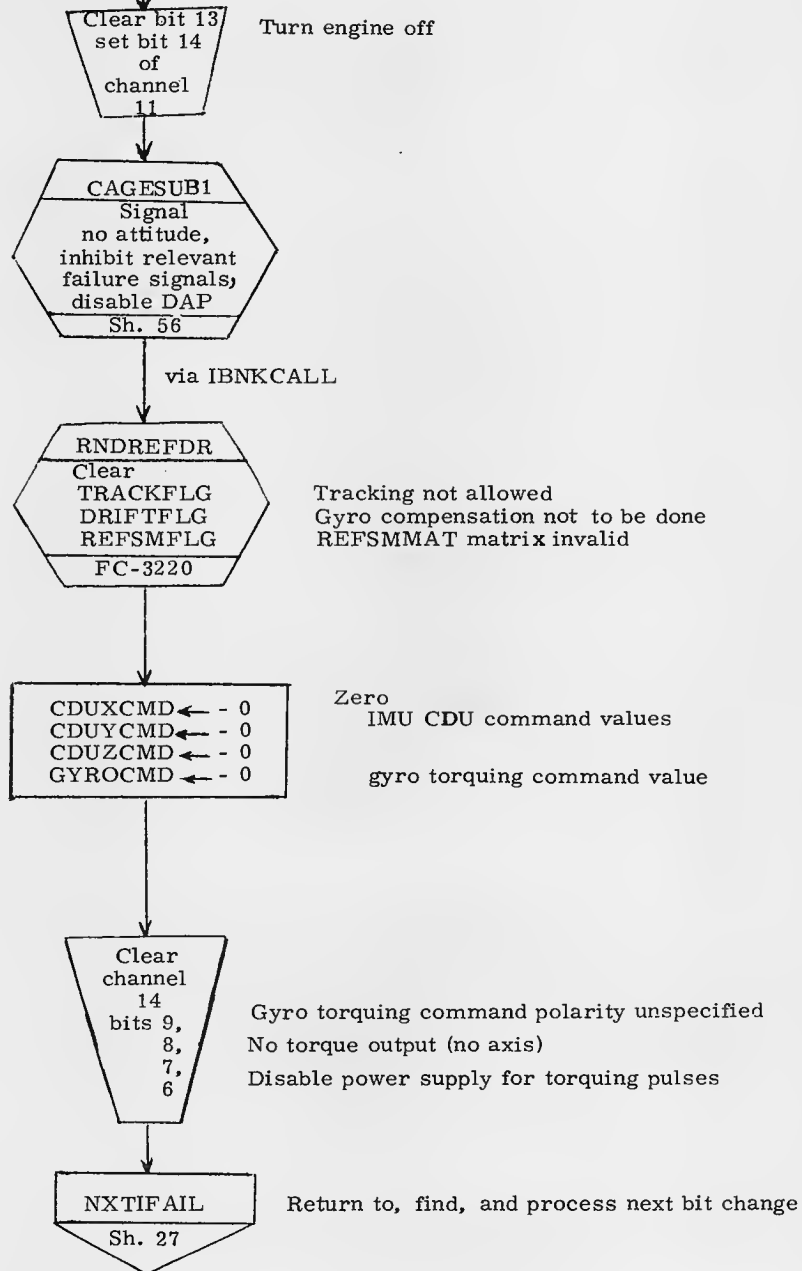 Clear bit 13
set bit 14
of
channel
11
Turn engine off
CAGESUB1
Signal
no attitude,
inhibit relevant
failure signals,
disable DAP
Sh. 56
via IBNKCALL
RNDREFDR
Clear
TRACKFLG
DRIFTFLG
REFSMFLG
FC-3220
Tracking not allowed
Gyro compensation not to be done
REFSMMAT matrix invalid
CDUXCMD ← - 0
CDUYCMD ← - 0
CDUZCMD ← - 0
GYROCMD ← - 0
Zero
IMU CDU command values
gyro torquing command value
Clear
channel
14
bits 9,
8,
7,
6
Gyro torquing command polarity unspecified
No torque output (no axis)
Disable power supply for torquing pulses
NXTIFAIL
Sh. 27
Return to, find, and process next bit change